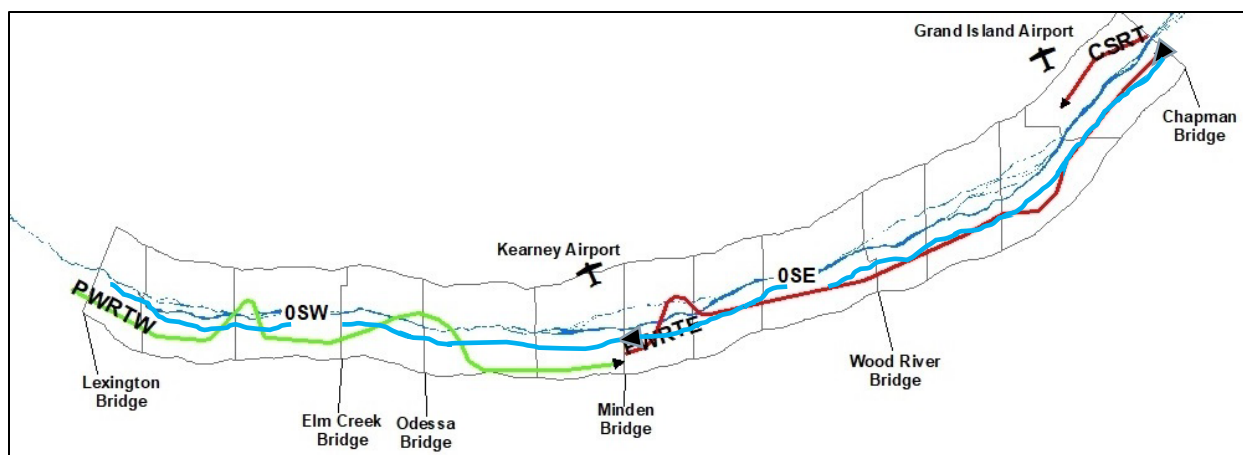 Grand Island Airport
CSRT
Chapman
Bridge
Kearney Airport
0SE
PWRTW
0SW
PWRTE
Wood River
Bridge
Lexington
Bridge
Elm Creek
Bridge
Odessa
Bridge
Minden
Bridge